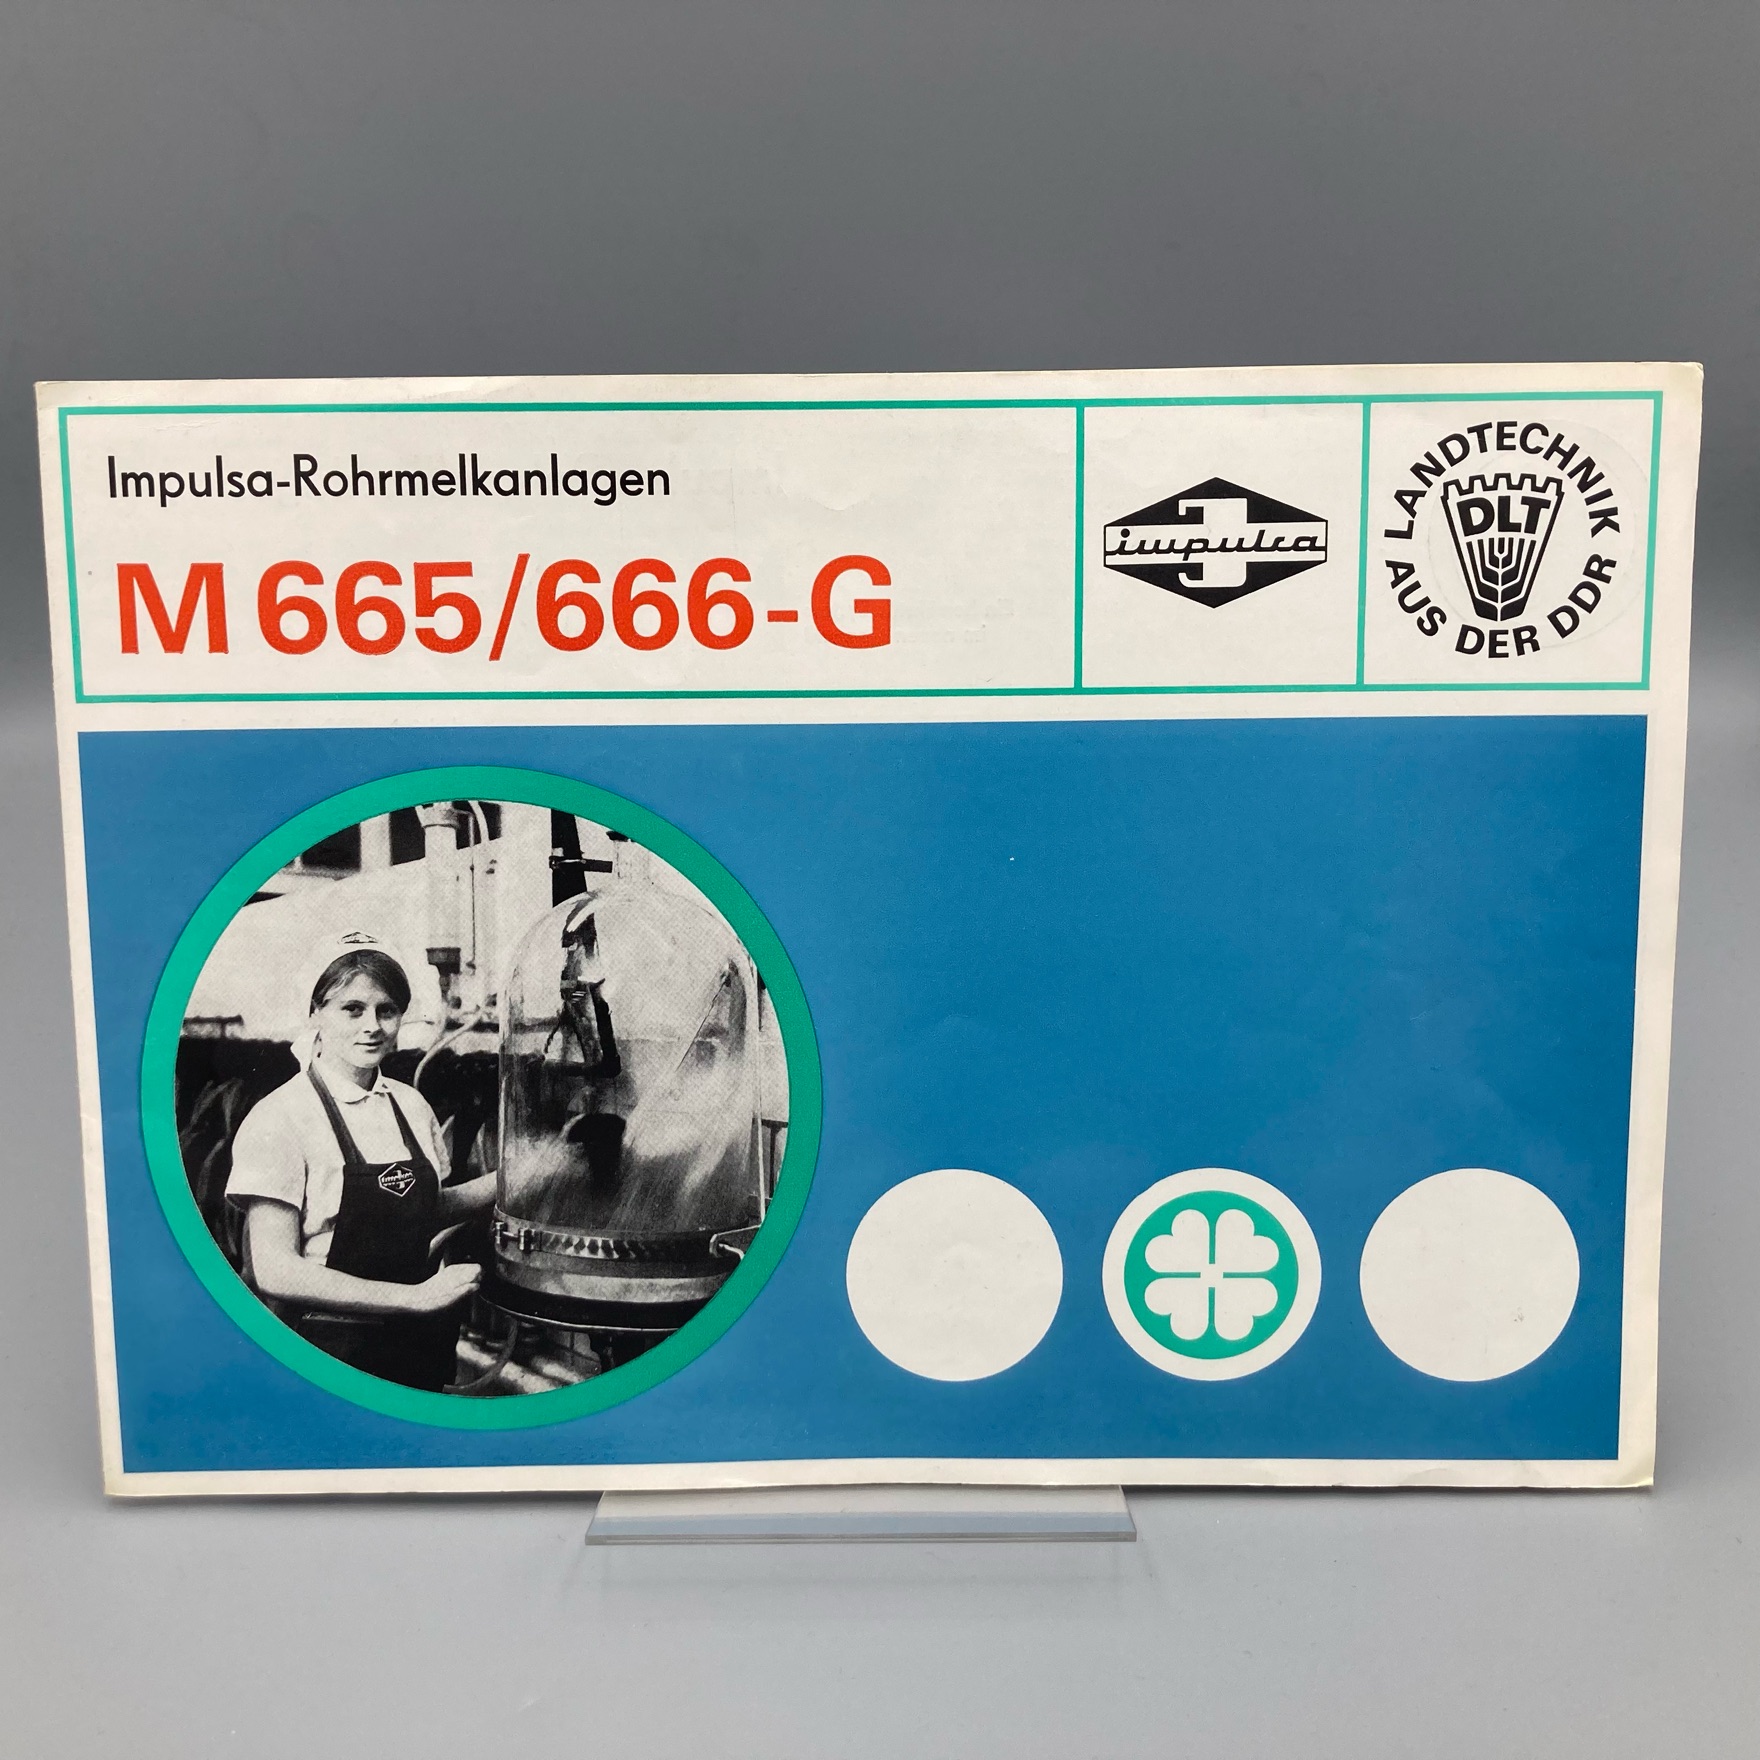 Impulsa-Rohrmelkanlagen
M 665/666-G
impulsa
LANDTECHNIK
DLT
AUS DER DDR